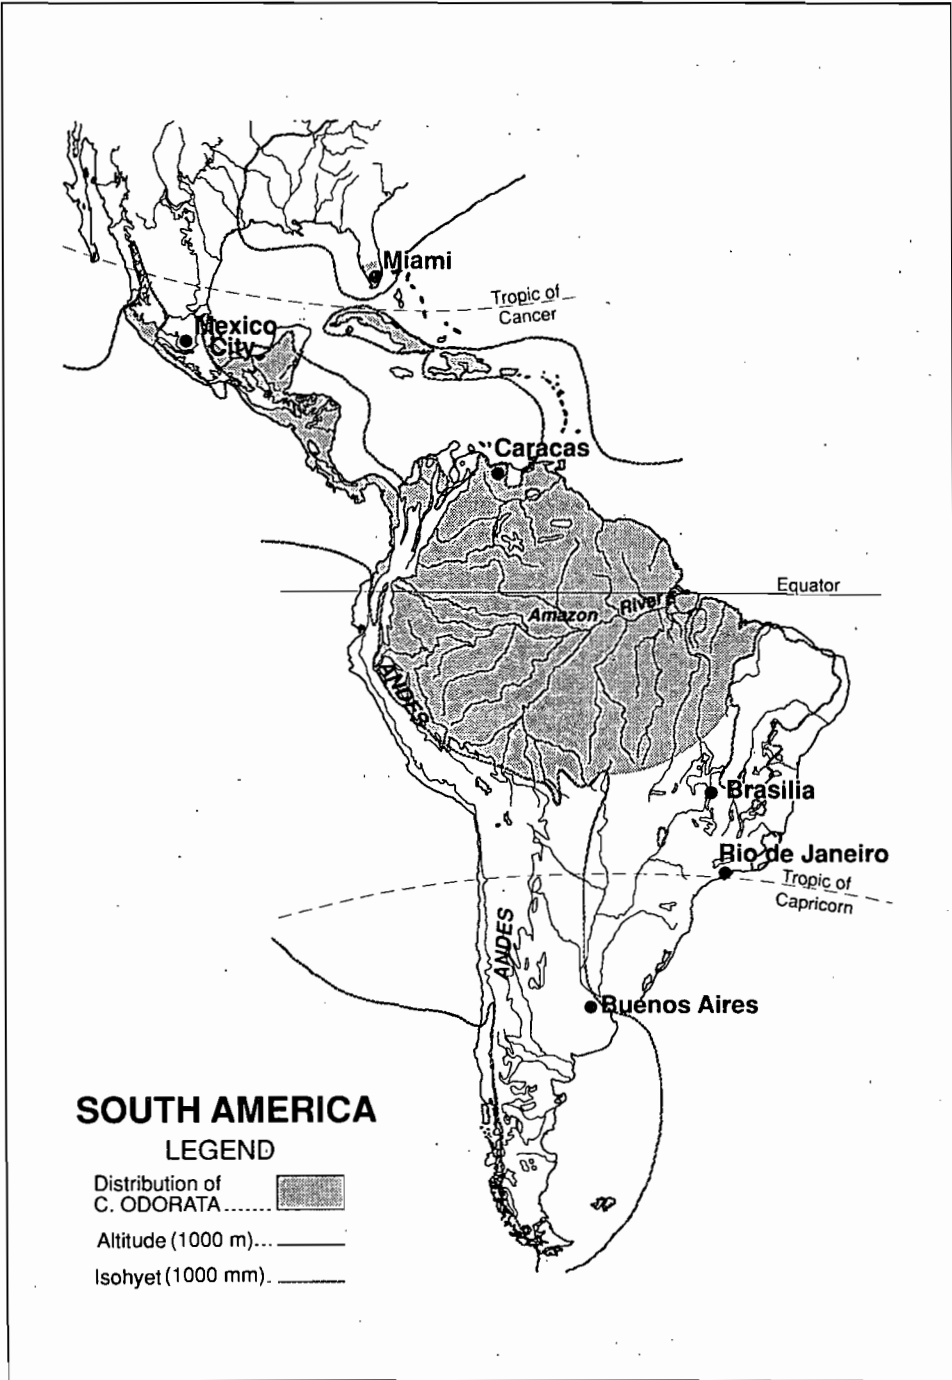 Miami
Tropic of
Cancer
Mexico
City
Caracas
Equator
Amazon River
ANDES
Brasilia
Rio de Janeiro
Tropic of
Capricorn
ANDES
Buenos Aires
SOUTH AMERICA
LEGEND
Distribution of
C. ODORATA.......
Altitude (1000 m)...
Isohyet (1000 mm).